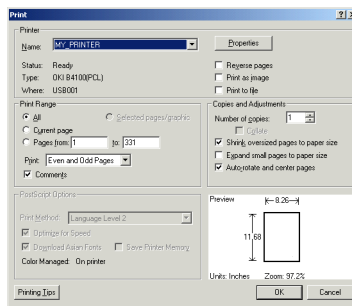 Print
Printer
Name: MY_PRINTER
Properties
Status: Ready
Type: OKI B4100(PCL)
Where: USB001
Reverse pages
Print as image
Print to file
Print Range
All
Selected pages/graphic
Current page
Pages from: 1 to: 331
Print: Even and Odd Pages
Comments
Copies and Adjustments
Number of copies: 1
Collate
Shrink oversized pages to paper size
Expand small pages to paper size
Auto-rotate and center pages
PostScript Options
Print Method: Language Level 2
Optimize for Speed
Download Asian Fonts
Save Printer Memory
Color Managed: On printer
Preview
8.26
11.68
Units: Inches Zoom: 97.2%
Printing Tips
OK
Cancel